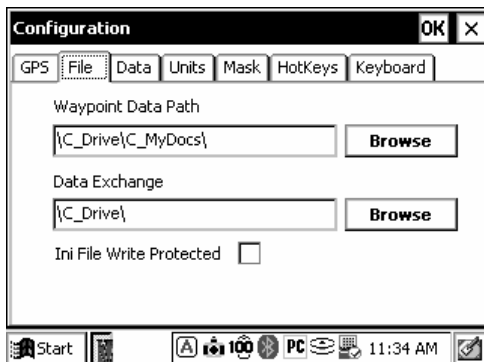 Configuration OK ×
GPS File Data Units Mask HotKeys Keyboard
Waypoint Data Path
\C_Drive\C_MyDocs\ Browse
Data Exchange
\C_Drive\ Browse
Ini File Write Protected
Start A 100 PC 11:34 AM